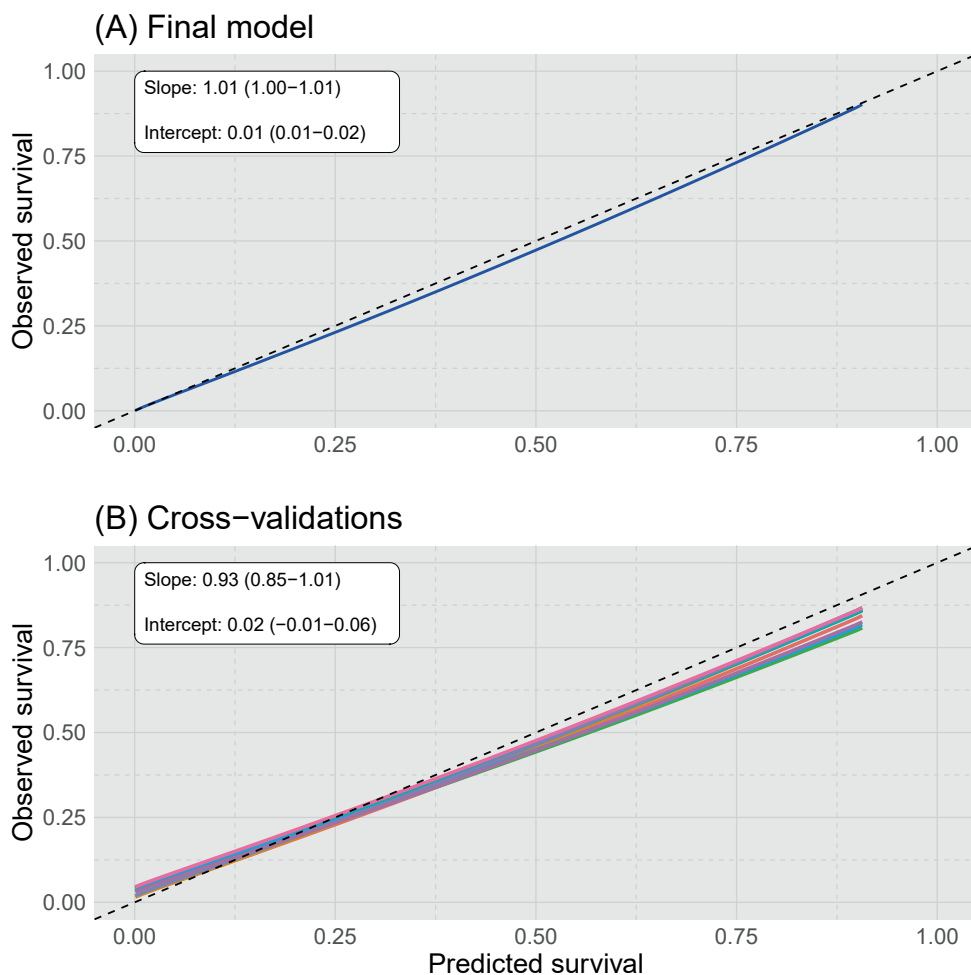 (A) Final model
1.00
Slope: 1.01 (1.00−1.01)
Intercept: 0.01 (0.01−0.02)
0.75
Observed survival
0.50
0.25
0.00
0.00 0.25 0.50 0.75 1.00
(B) Cross−validations
1.00
Slope: 0.93 (0.85−1.01)
Intercept: 0.02 (−0.01−0.06)
0.75
Observed survival
0.50
0.25
0.00
0.00 0.25 0.50 0.75 1.00
Predicted survival